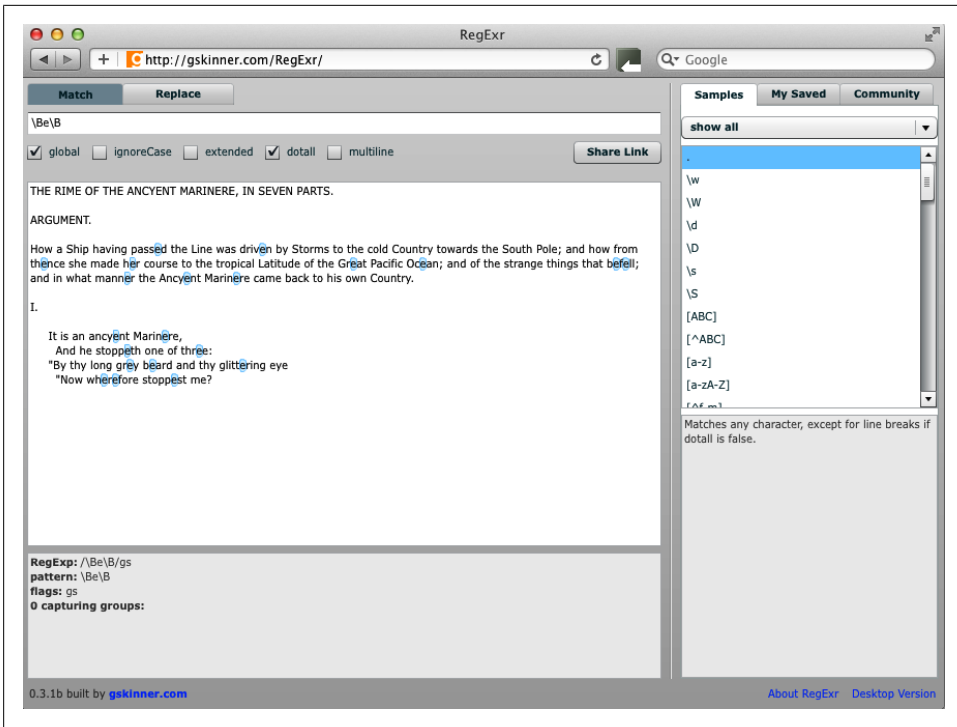 RegExr
+ http://gskinner.com/RegExr/ Google
Match Replace
\Be\B
global ignoreCase extended dotall multiline Share Link
THE RIME OF THE ANCYENT MARINERE, IN SEVEN PARTS.
ARGUMENT.
How a Ship having passed the Line was driven by Storms to the cold Country towards the South Pole; and how from
thence she made her course to the tropical Latitude of the Great Pacific Ocean; and of the strange things that befell;
and in what manner the Ancyent Marinere came back to his own Country.
I.
It is an ancyent Marinere,
And he stoppeth one of three:
"By thy long grey beard and thy glittering eye
"Now wherefore stoppest me?
RegExp: /\Be\B/gs
pattern: \Be\B
flags: gs
0 capturing groups:
Samples My Saved Community
show all
.
\w
\W
\d
\D
\s
\S
[ABC]
[^ABC]
[a-z]
[a-zA-Z]
[^f-m]
Matches any character, except for line breaks if
dotall is false.
0.3.1b built by gskinner.com About RegExr Desktop Version